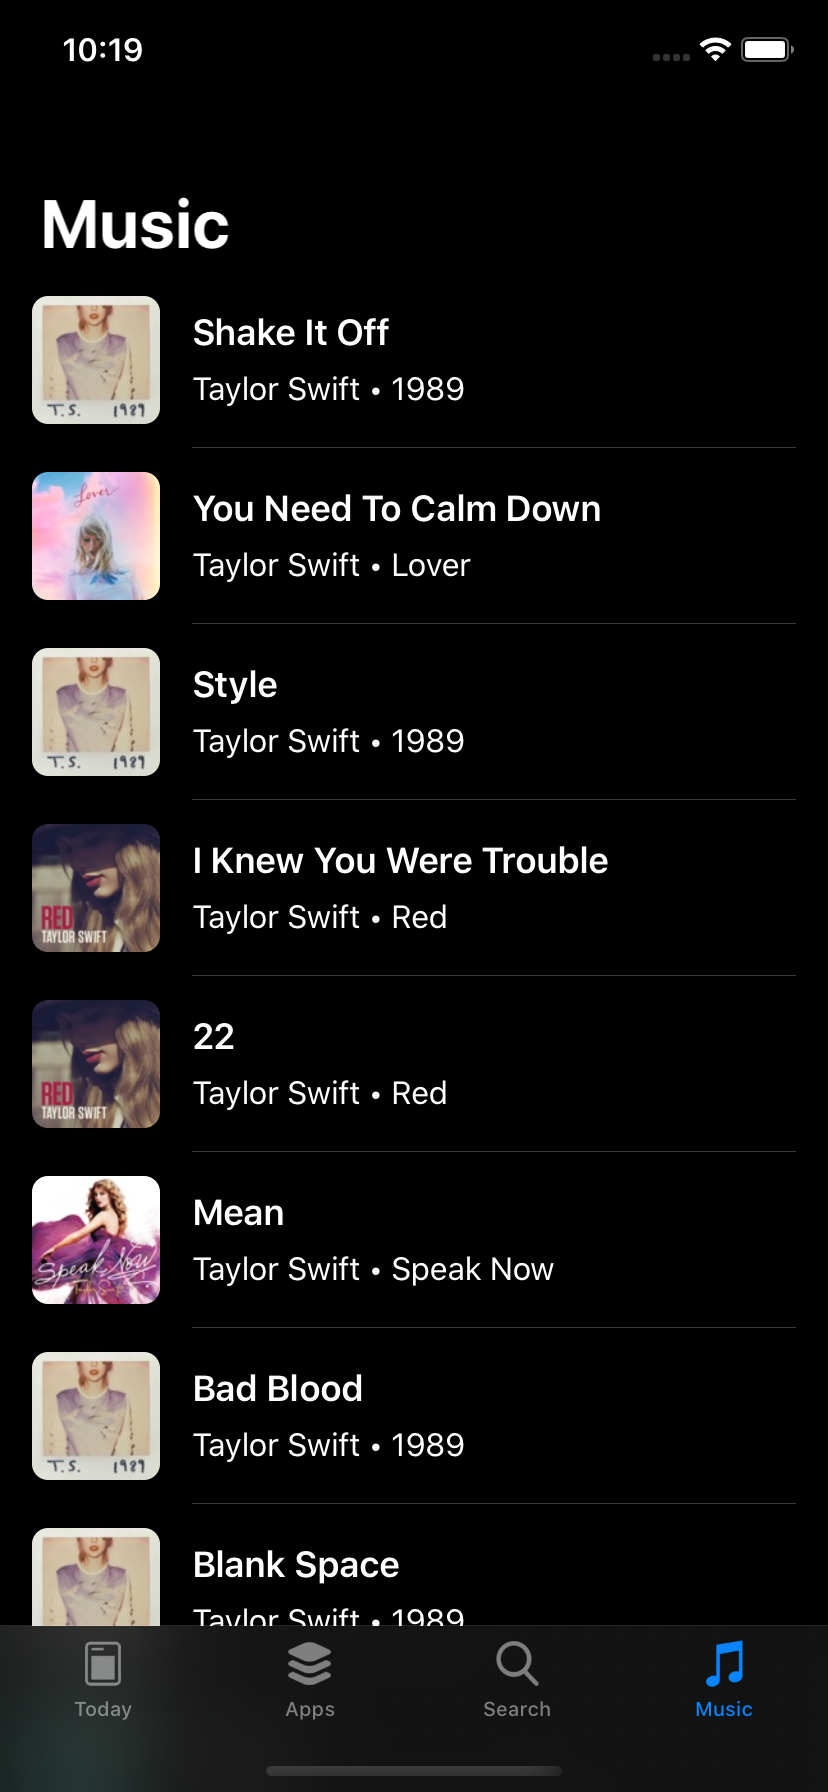 10:19
Music
T.S. 1989
Shake It Off
Taylor Swift • 1989
Lover
You Need To Calm Down
Taylor Swift • Lover
T.S. 1989
Style
Taylor Swift • 1989
RED
TAYLOR SWIFT
I Knew You Were Trouble
Taylor Swift • Red
RED
TAYLOR SWIFT
22
Taylor Swift • Red
Speak Now
Taylor Swift
Mean
Taylor Swift • Speak Now
T.S. 1989
Bad Blood
Taylor Swift • 1989
Blank Space
Taylor Swift • 1989
Today Apps Search Music